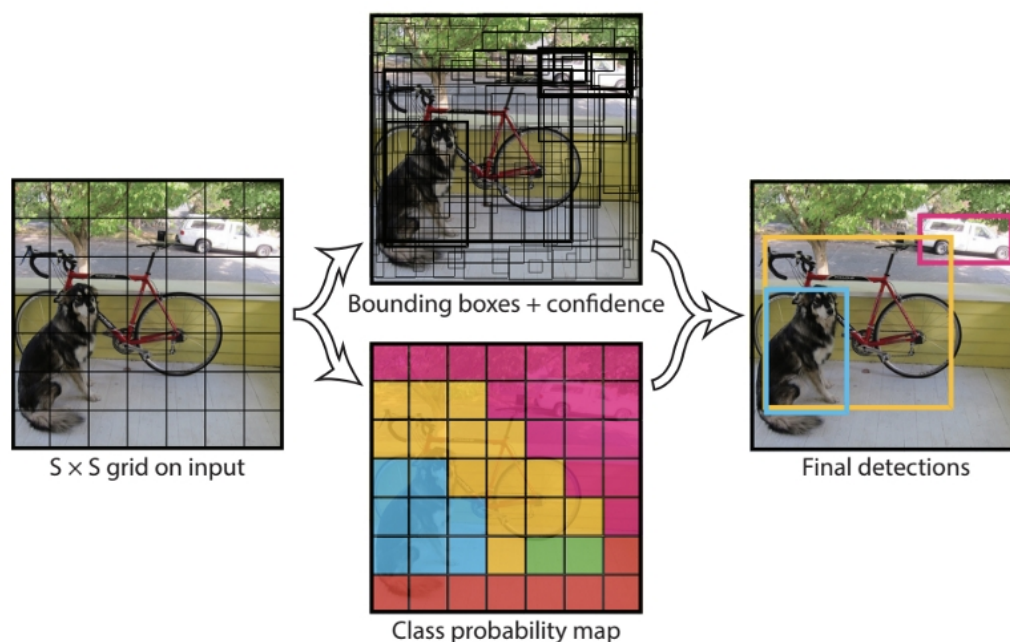 S × S grid on input
Bounding boxes + confidence
Class probability map
Final detections